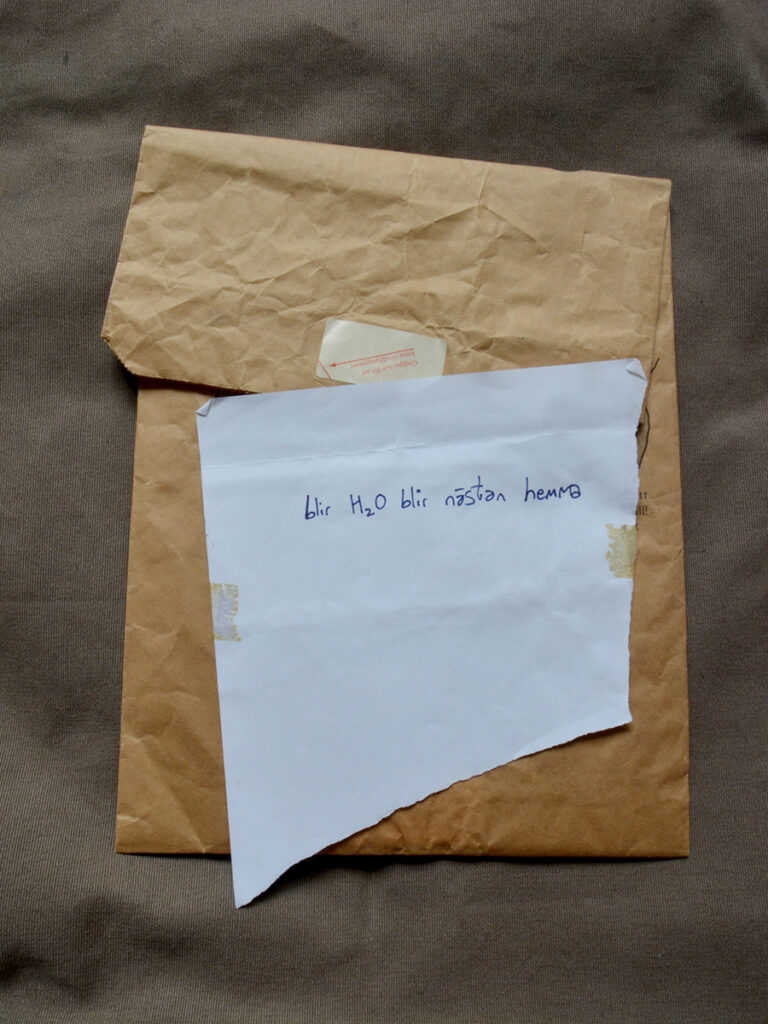 blir H₂O blir nästan hemma